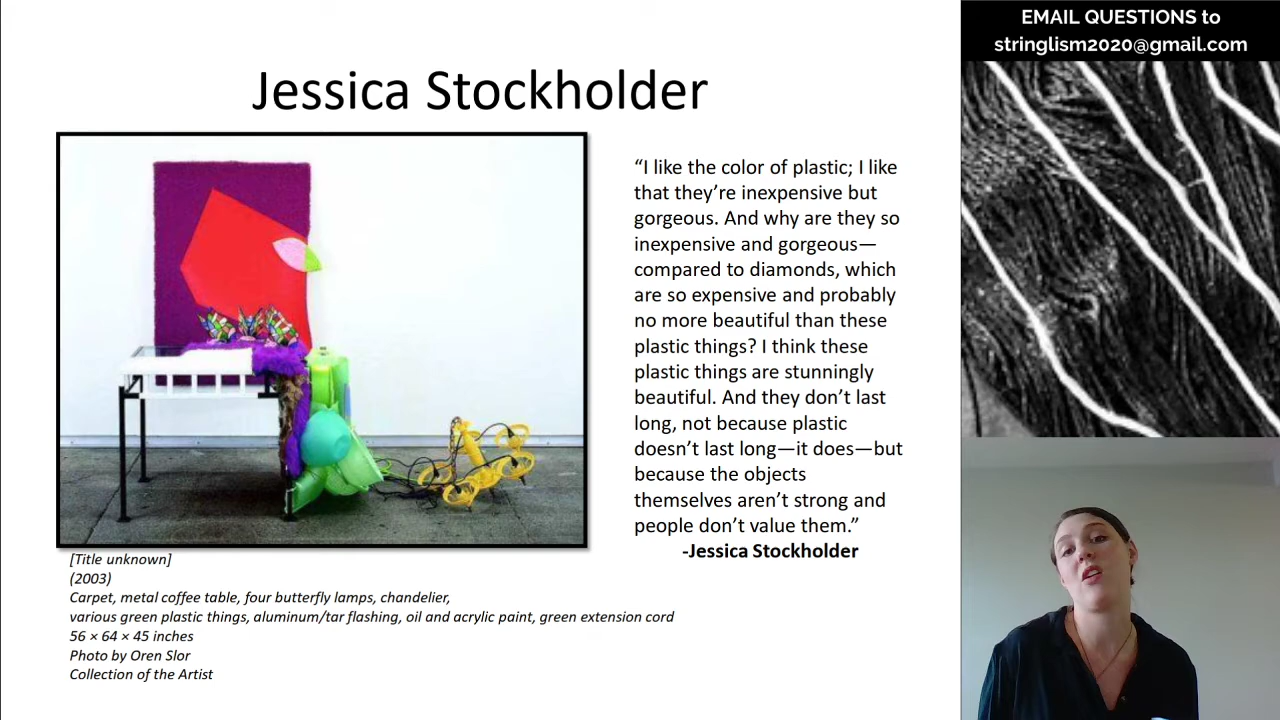 EMAIL QUESTIONS to
stringlism2020@gmail.com
Jessica Stockholder
“I like the color of plastic; I like
that they’re inexpensive but
gorgeous. And why are they so
inexpensive and gorgeous—
compared to diamonds, which
are so expensive and probably
no more beautiful than these
plastic things? I think these
plastic things are stunningly
beautiful. And they don’t last
long, not because plastic
doesn’t last long—it does—but
because the objects
themselves aren’t strong and
people don’t value them.”
-Jessica Stockholder
[Title unknown]
(2003)
Carpet, metal coffee table, four butterfly lamps, chandelier,
various green plastic things, aluminum/tar flashing, oil and acrylic paint, green extension cord
56 × 64 × 45 inches
Photo by Oren Slor
Collection of the Artist